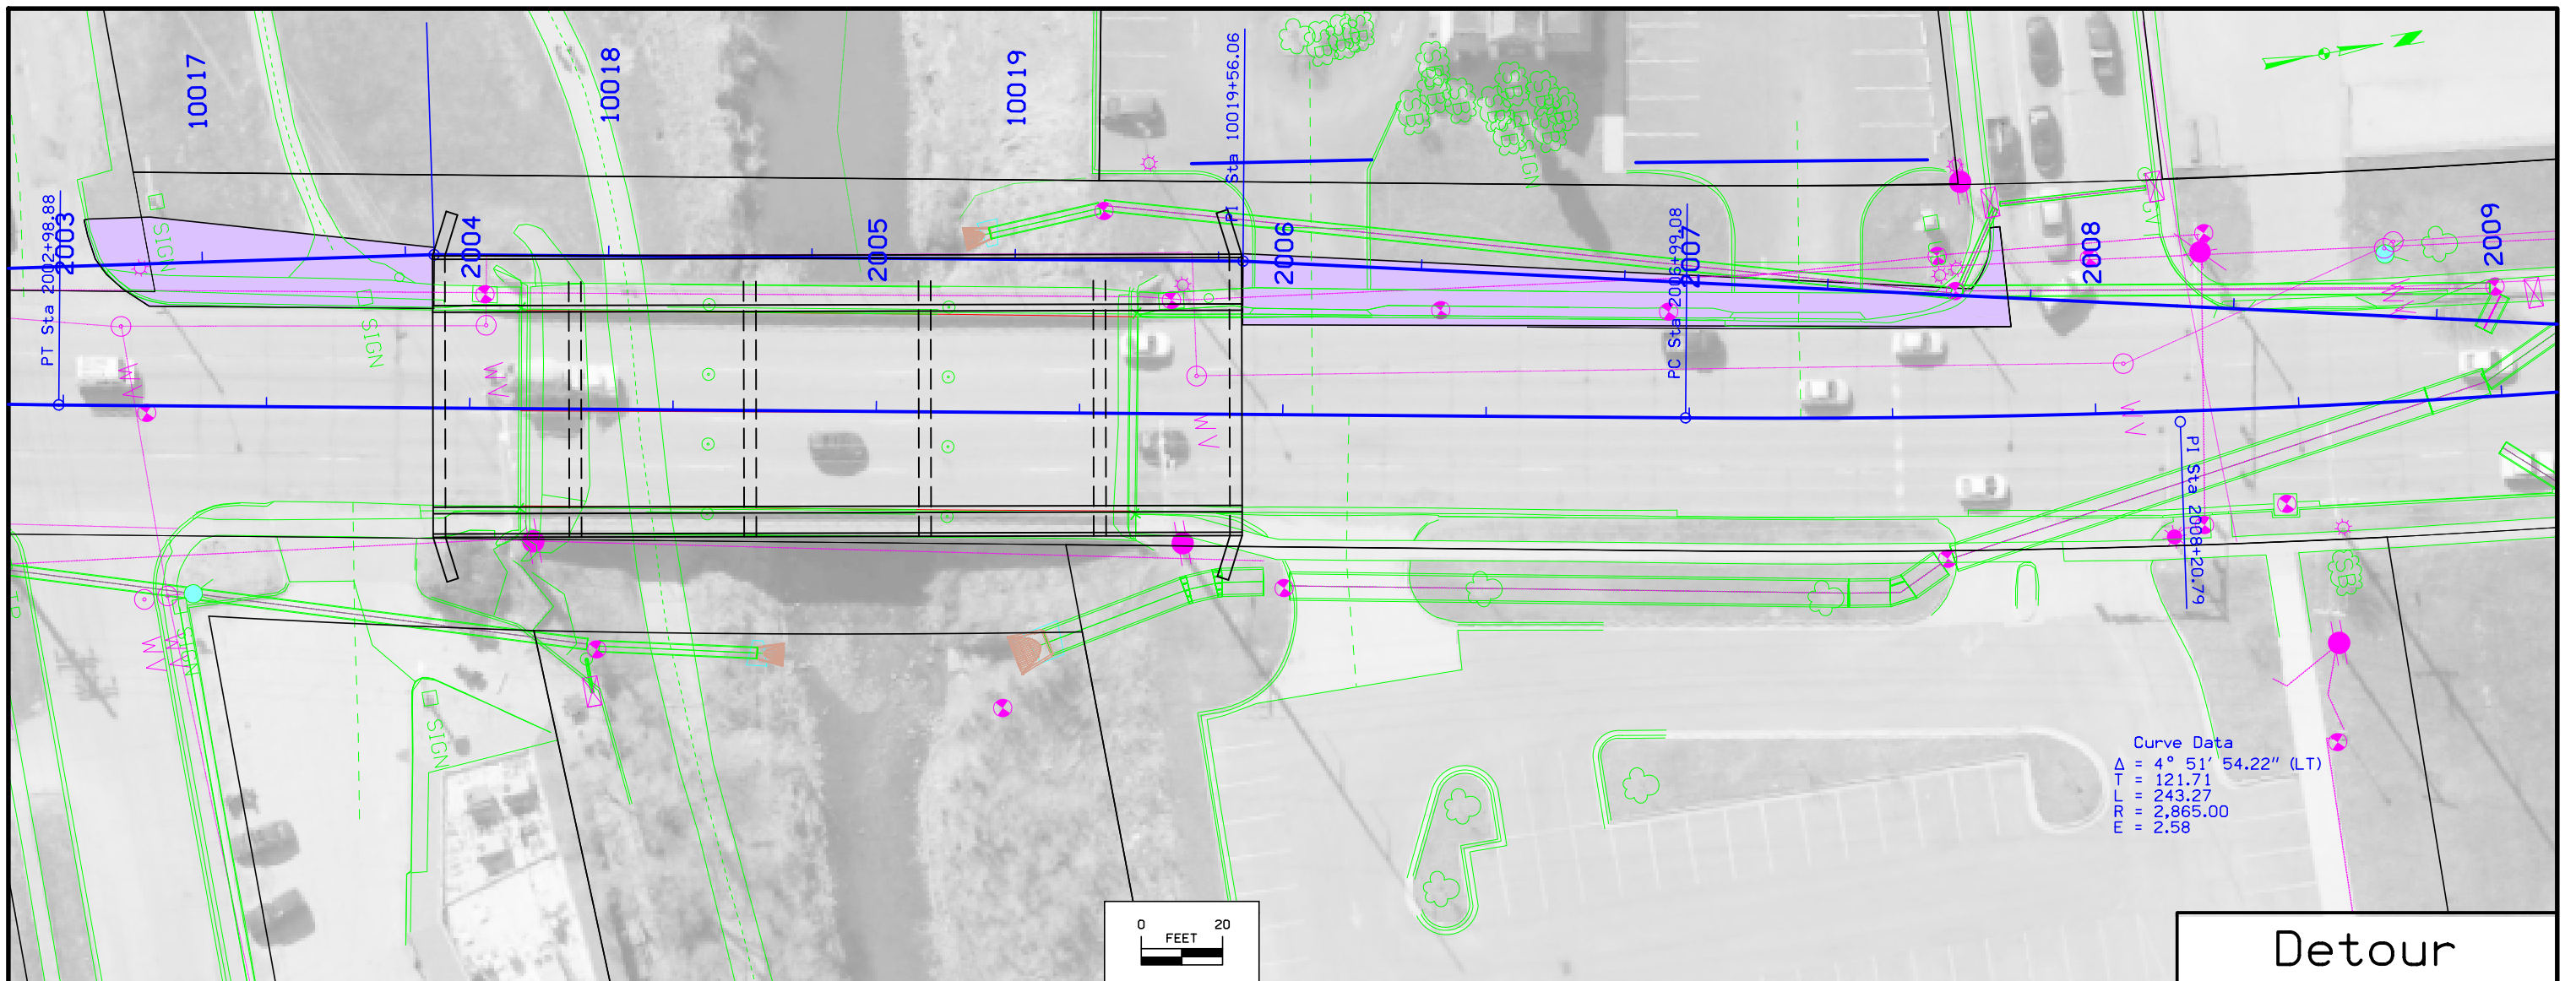 10017
10018
10019
PI Sta 10019+56.06
PT Sta 2002+98.88
2003
2004
2005
2006
PC Sta 2006+99.08
2007
2008
2009
SIGN
SIGN
SIGN
SIGN
PI Sta 2008+20.79
Curve Data
Δ = 4° 51' 54.22" (LT)
T = 121.71
L = 243.27
R = 2,865.00
E = 2.58
0 20
FEET
Detour